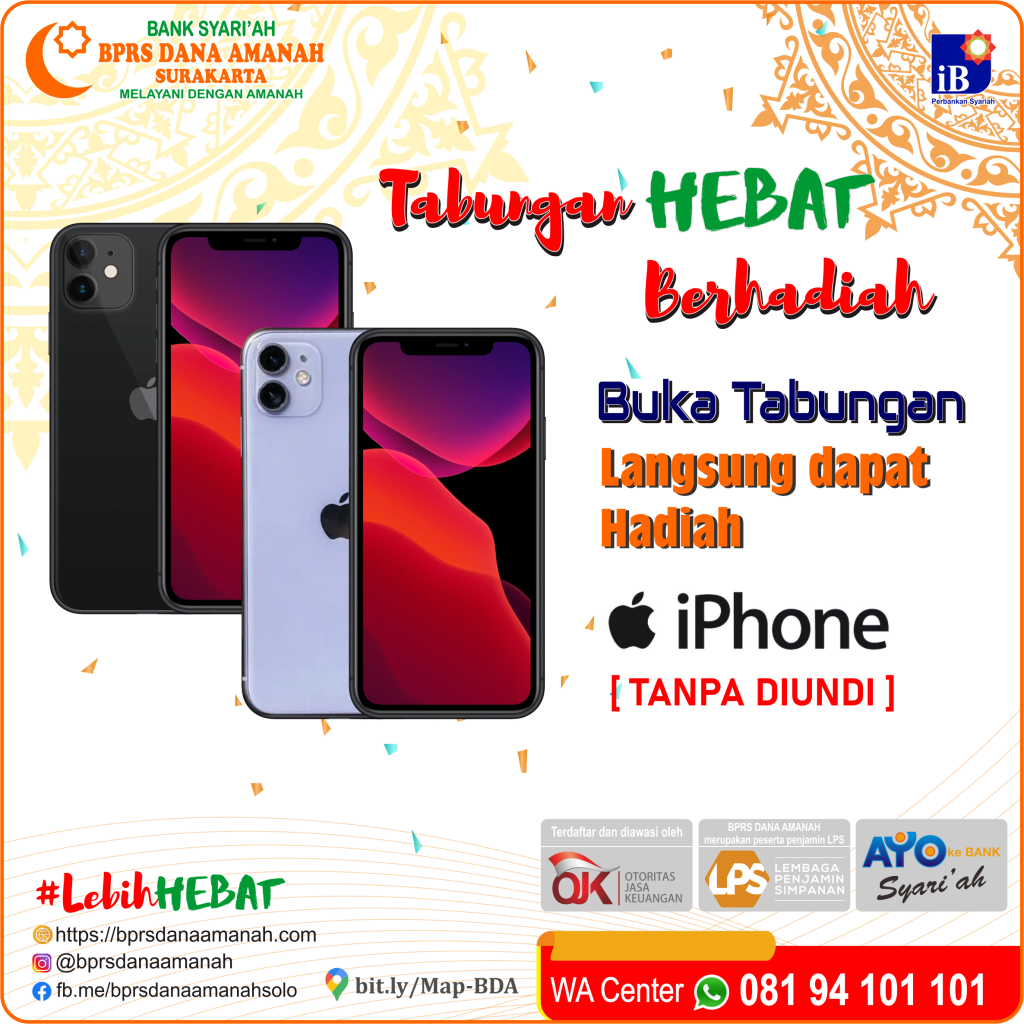 BANK SYARI'AH
BPRS DANA AMANAH
SURAKARTA
MELAYANI DENGAN AMANAH
iB
Perbankan Syariah
Tabungan HEBAT
Berhadiah
Buka Tabungan
Langsung dapat
Hadiah
iPhone
[ TANPA DIUNDI ]
Terdaftar dan diawasi oleh
OJK
OTORITAS
JASA
KEUANGAN
BPRS DANA AMANAH
merupakan peserta penjamin LPS
LPS
LEMBAGA
PENJAMIN
SIMPANAN
AYO ke BANK
Syari'ah
#LebihHEBAT
https://bprsdanaamanah.com
@bprsdanaamanah
fb.me/bprsdanaamanahsolo
bit.ly/Map-BDA
WA Center 081 94 101 101